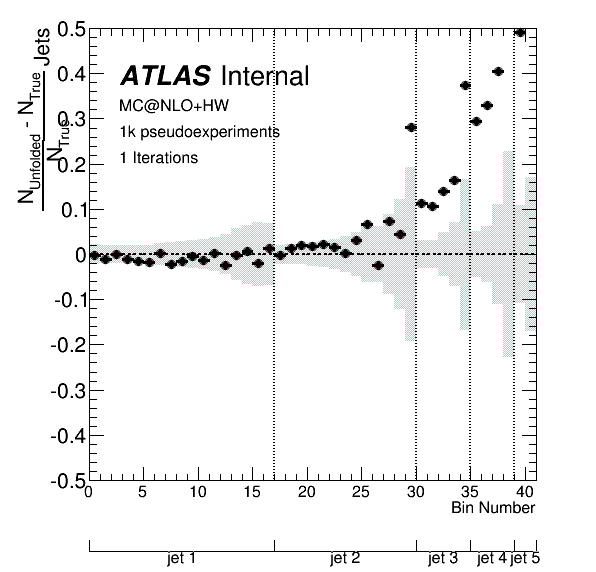 N_Unfolded - N_True
N_True
Jets
ATLAS Internal
MC@NLO+HW
1k pseudoexperiments
1 Iterations
0.5
0.4
0.3
0.2
0.1
0
-0.1
-0.2
-0.3
-0.4
-0.5
0 5 10 15 20 25 30 35 40
Bin Number
jet 1 jet 2 jet 3 jet 4 jet 5